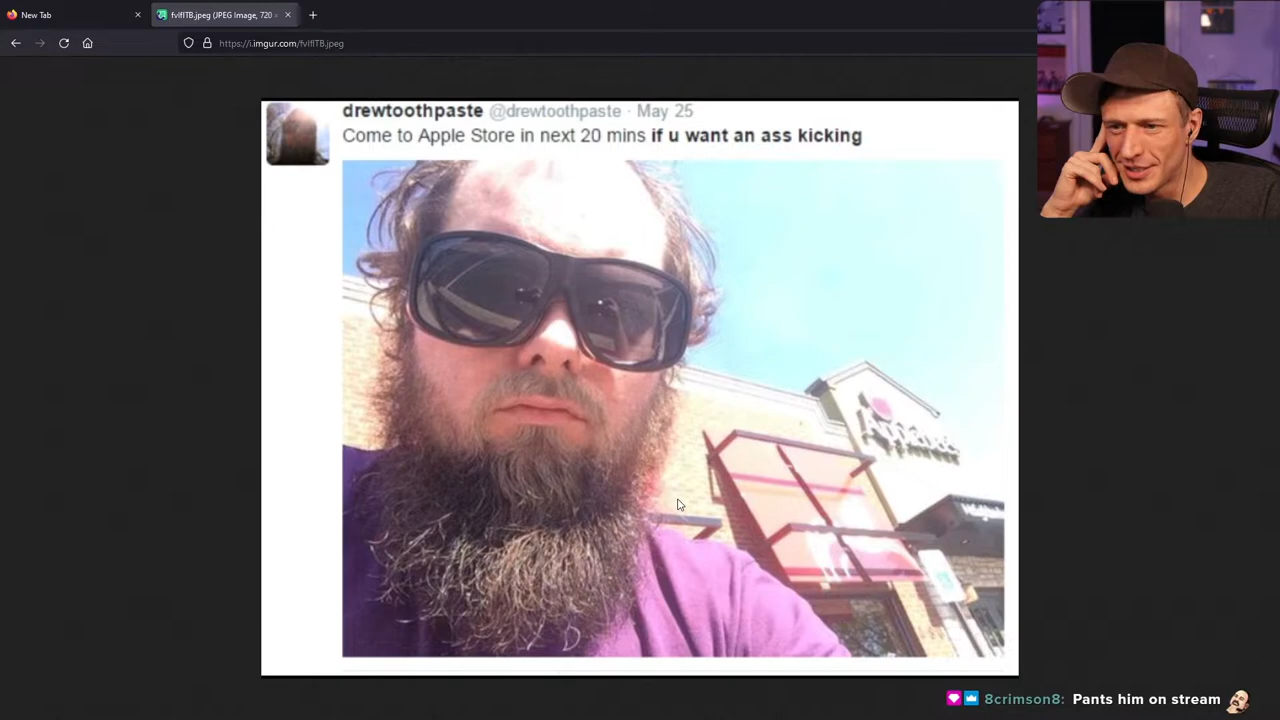 New Tab
fvIfITB.jpeg (JPEG Image, 720
https://i.imgur.com/fvIfITB.jpeg
drewtoothpaste @drewtoothpaste · May 25
Come to Apple Store in next 20 mins if u want an ass kicking
Applebee's
8crimson8: Pants him on stream